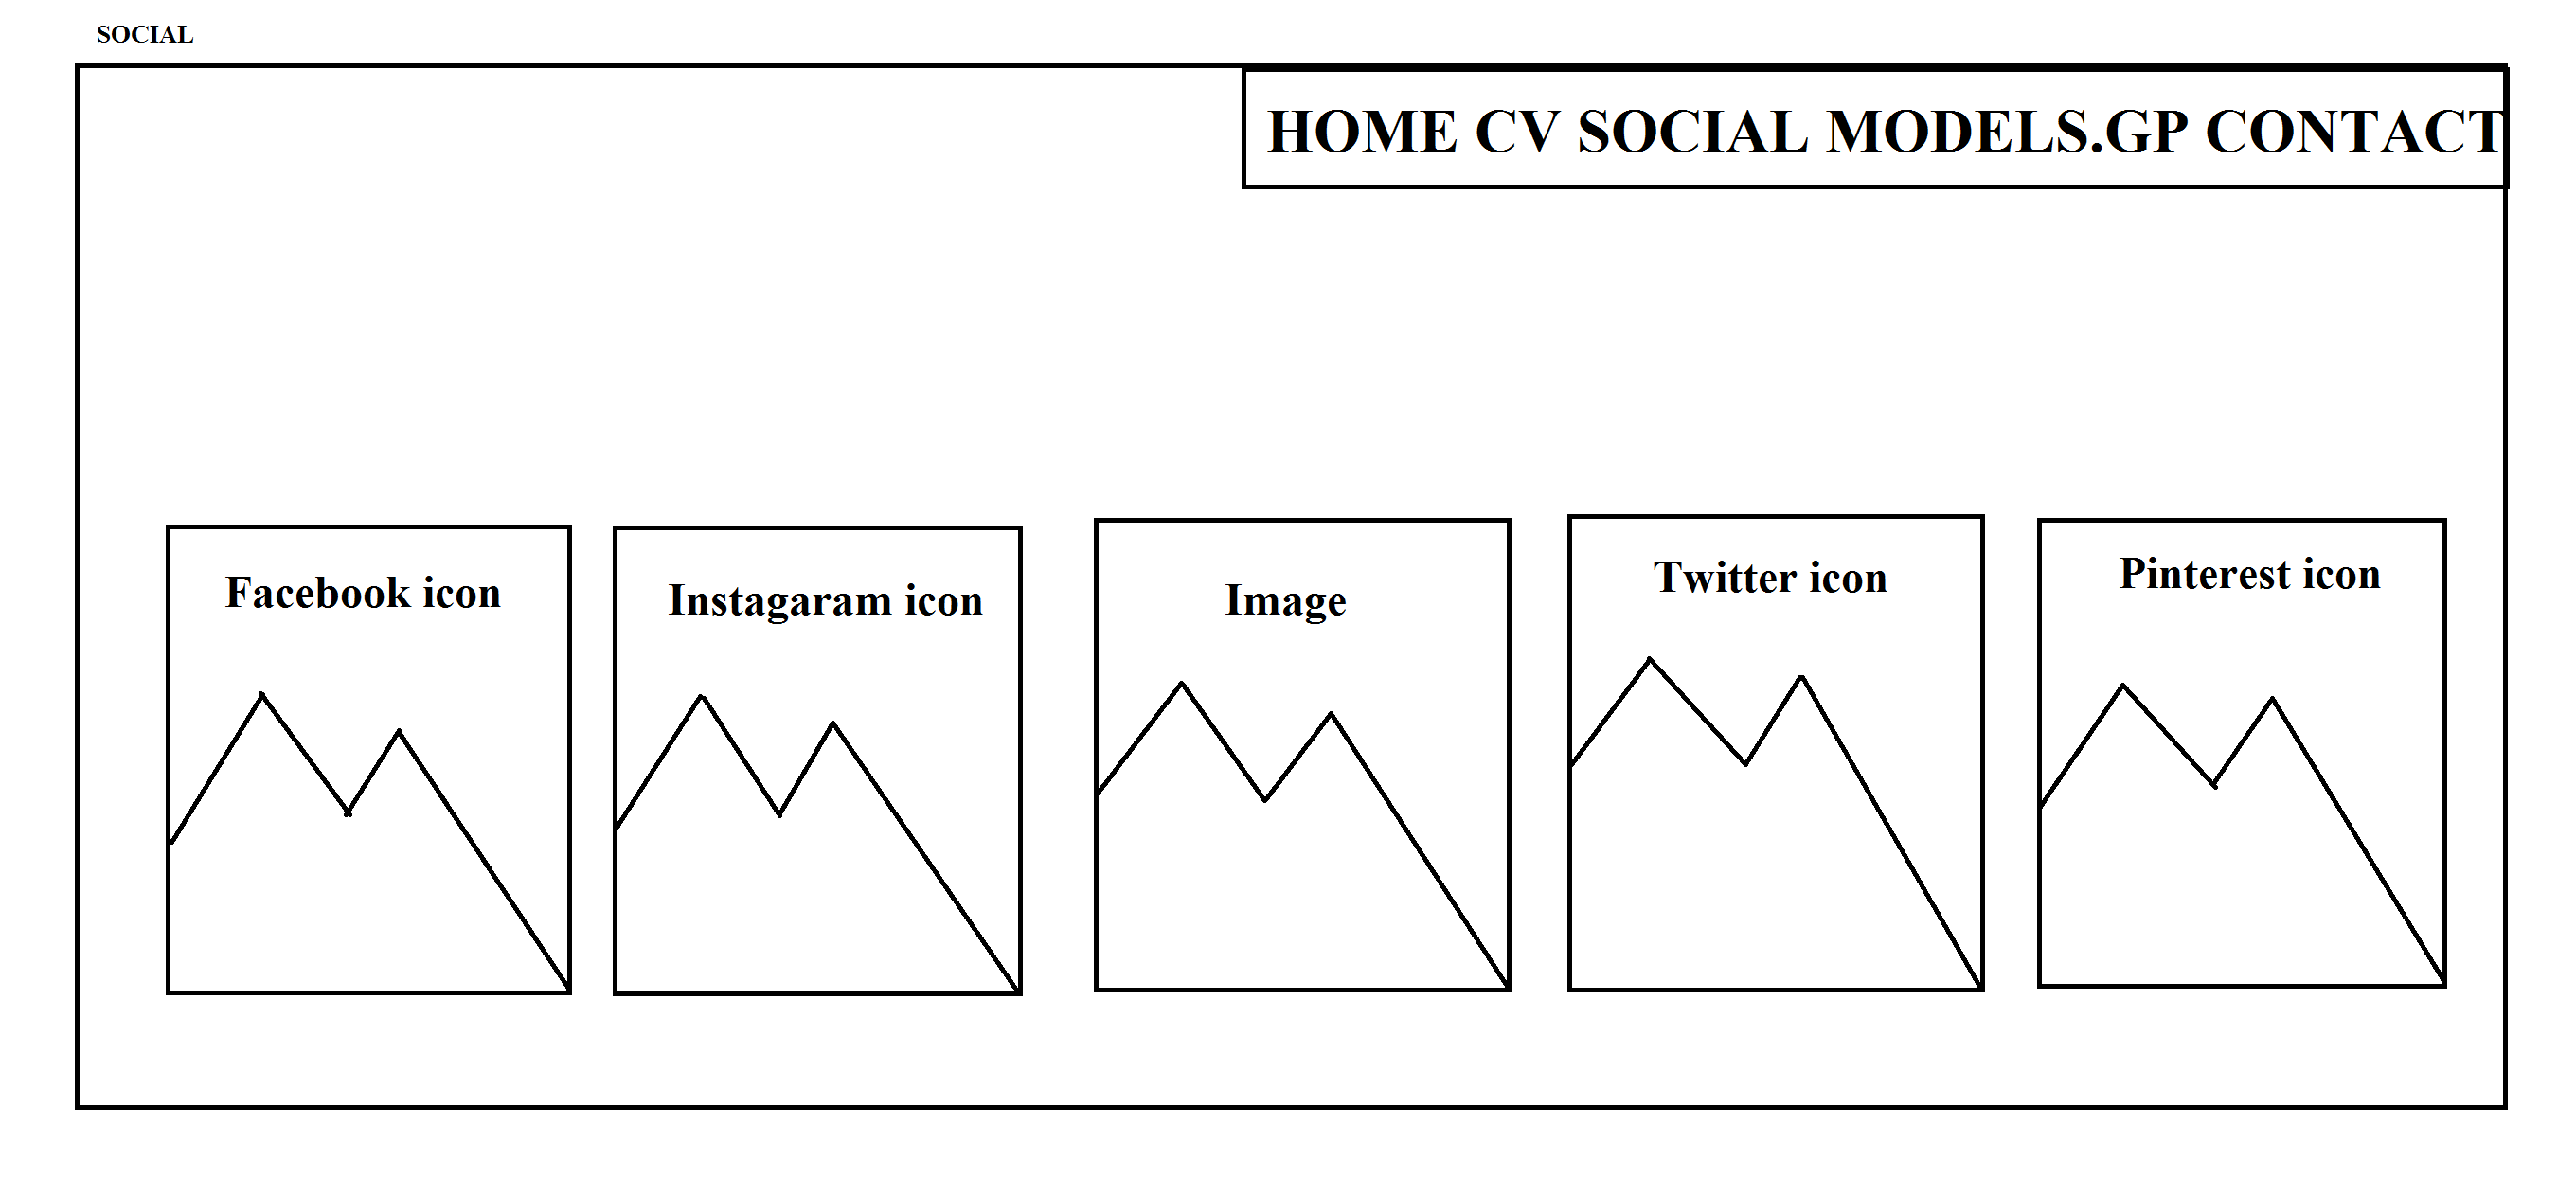 SOCIAL
HOME CV SOCIAL MODELS.GP CONTACT
Facebook icon
Instagaram icon
Image
Twitter icon
Pinterest icon